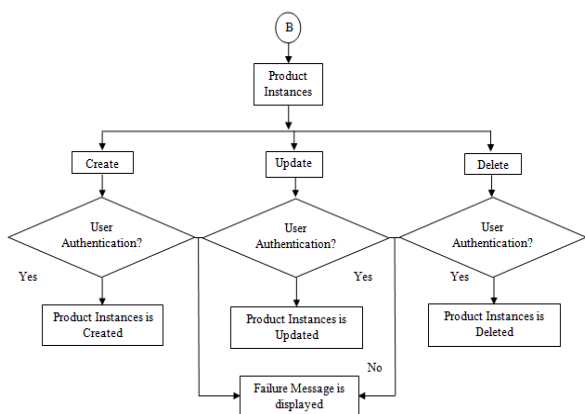 B
Product
Instances
Create
Update
Delete
User
Authentication?
User
Authentication?
User
Authentication?
Yes
Yes
Yes
Product Instances is
Created
Product Instances is
Updated
Product Instances is
Deleted
No
Failure Message is
displayed